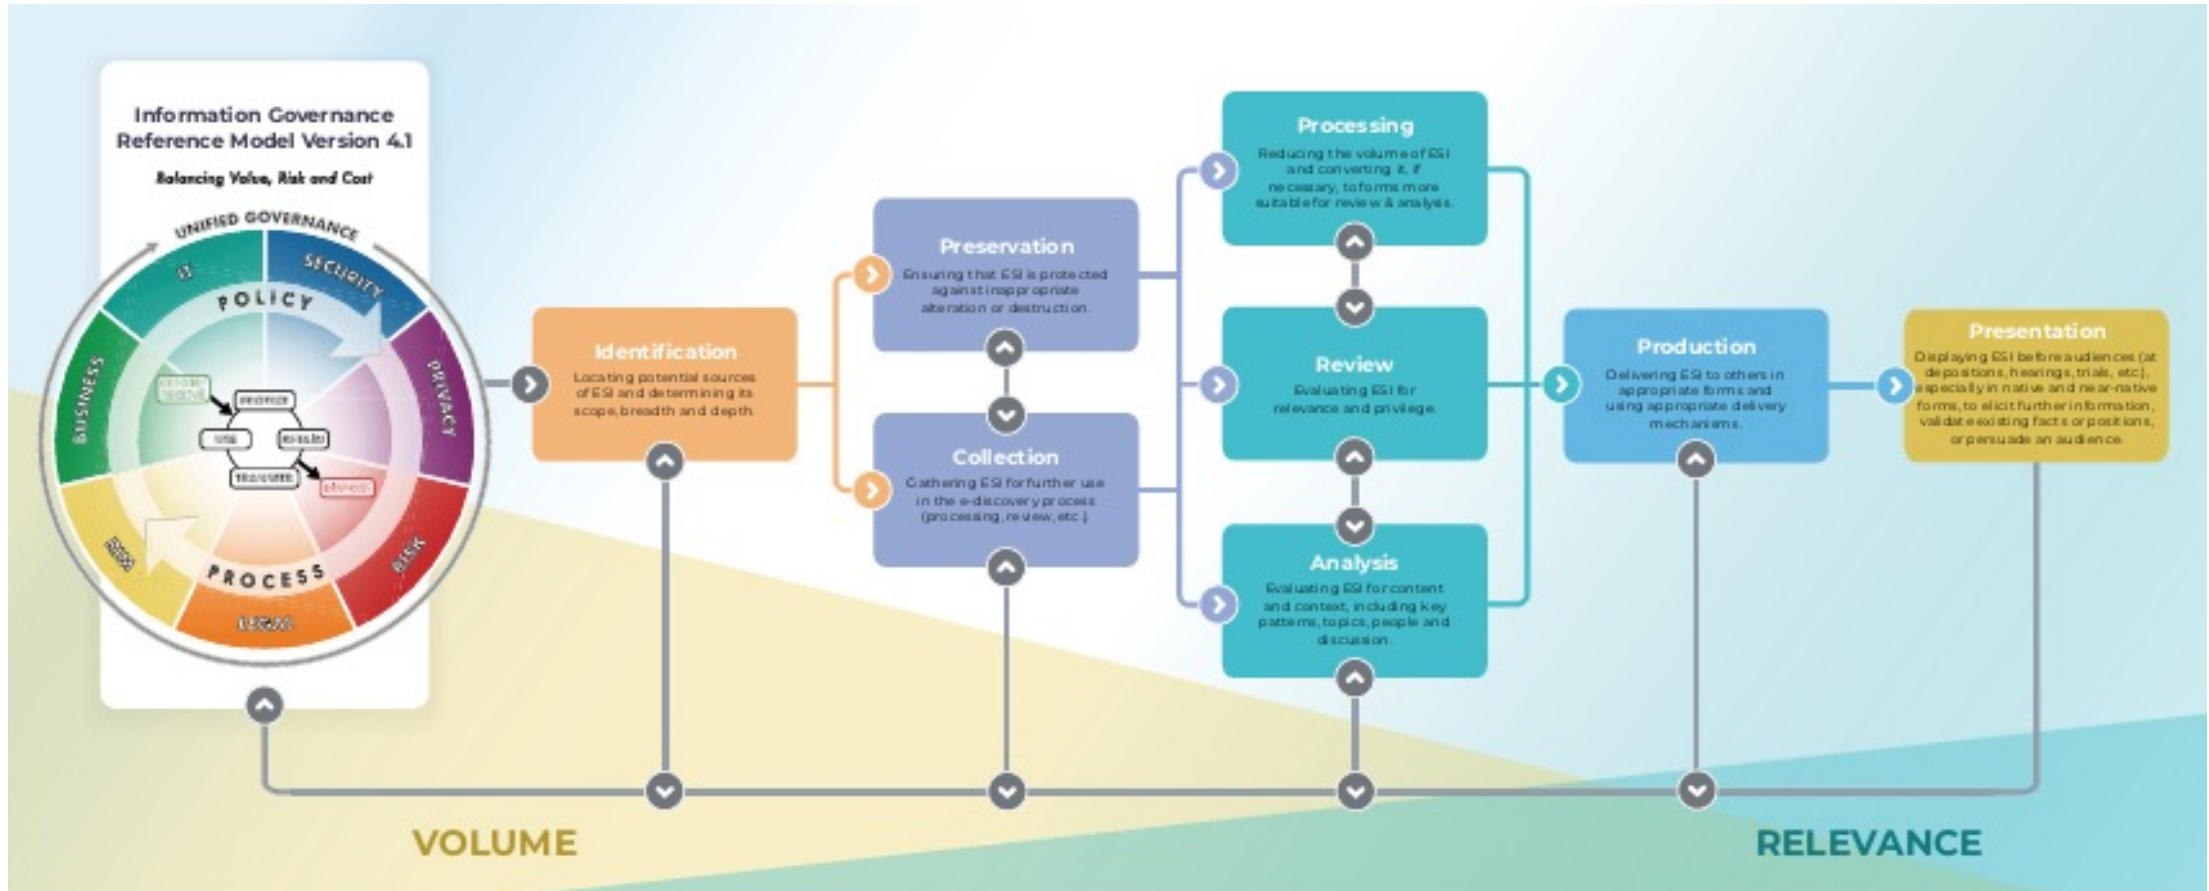 Information Governance
Reference Model Version 4.1
Balancing Value, Risk and Cost
UNIFIED GOVERNANCE
IT
SECURITY
POLICY
BUSINESS
PRIVACY
USE
TRANSFER
RISK
PROCESS
LEGAL
Identification
Locating potential sources
of ESI and determining its
scope, breadth and depth.
Preservation
Ensuring that ESI is protected
against inappropriate
alteration or destruction.
Collection
Gathering ESI for further use
in the e-discovery process
(processing, review, etc.).
Processing
Reducing the volume of ESI
and converting it, if
necessary, to forms more
suitable for review & analysis.
Review
Evaluating ESI for
relevance and privilege.
Analysis
Evaluating ESI for content
and context, including key
patterns, topics, people and
discussion.
Production
Delivering ESI to others in
appropriate forms and
using appropriate delivery
mechanisms.
Presentation
Displaying ESI before audiences (at
depositions, hearings, trials, etc.),
especially in native and near-native
forms, to elicit further information,
validate existing facts or positions,
or persuade an audience.
VOLUME
RELEVANCE